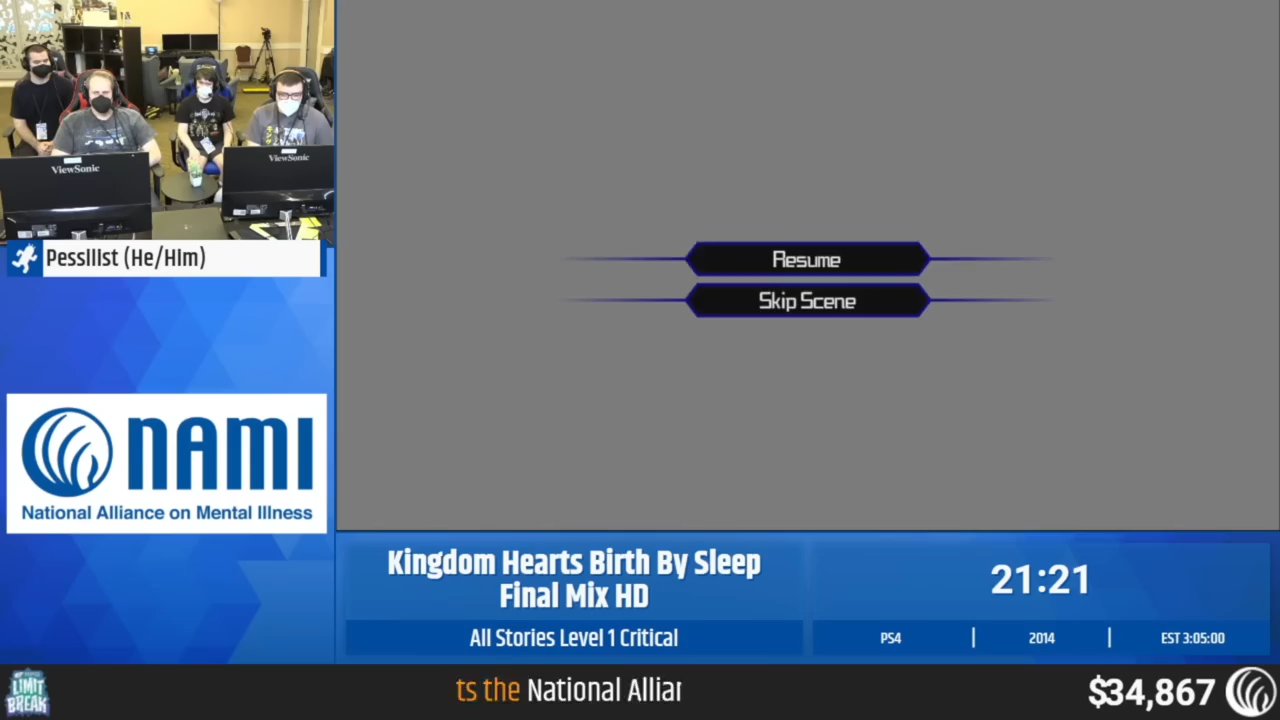 ViewSonic
ViewSonic
Pessilist (He/Him)
NAMI
National Alliance on Mental Illness
Resume
Skip Scene
Kingdom Hearts Birth By Sleep
Final Mix HD
All Stories Level 1 Critical
21:21
PS4 | 2014 | EST 3:05:00
LIMIT
BREAK
ts the National Allian
$34,867